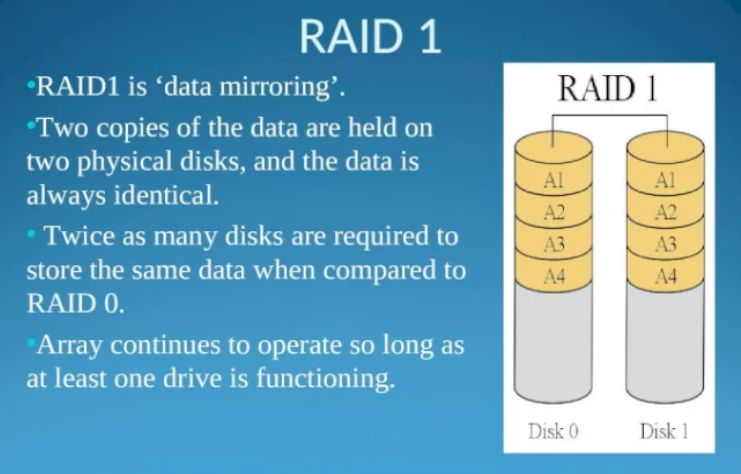 RAID 1
•RAID1 is ‘data mirroring’.
•Two copies of the data are held on
two physical disks, and the data is
always identical.
• Twice as many disks are required to
store the same data when compared to
RAID 0.
•Array continues to operate so long as
at least one drive is functioning.
RAID 1
A1 A1
A2 A2
A3 A3
A4 A4
Disk 0 Disk 1